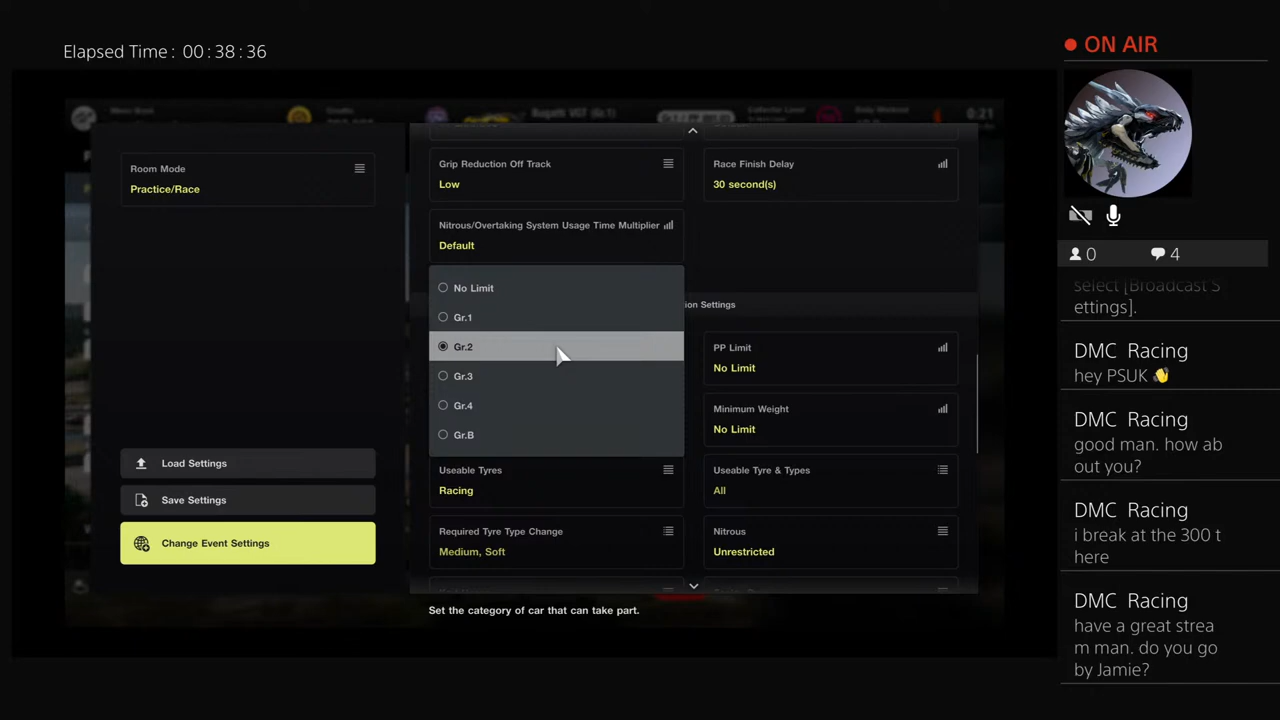 Elapsed Time : 00 : 38 : 36
ON AIR
0
4
Bugatti VGT (Gr.1)
0:21
Room Mode
Practice/Race
Load Settings
Save Settings
Change Event Settings
Grip Reduction Off Track
Low
Race Finish Delay
30 second(s)
Nitrous/Overtaking System Usage Time Multiplier
Default
No Limit
Gr.1
Gr.2
Gr.3
Gr.4
Gr.B
ion Settings
PP Limit
No Limit
Minimum Weight
No Limit
Useable Tyres
Racing
Useable Tyre & Types
All
Required Tyre Type Change
Medium, Soft
Nitrous
Unrestricted
Set the category of car that can take part.
select [Broadcast S
ettings].
DMC Racing
hey PSUK 👋
DMC Racing
good man. how ab
out you?
DMC Racing
i break at the 300 t
here
DMC Racing
have a great strea
m man. do you go
by Jamie?